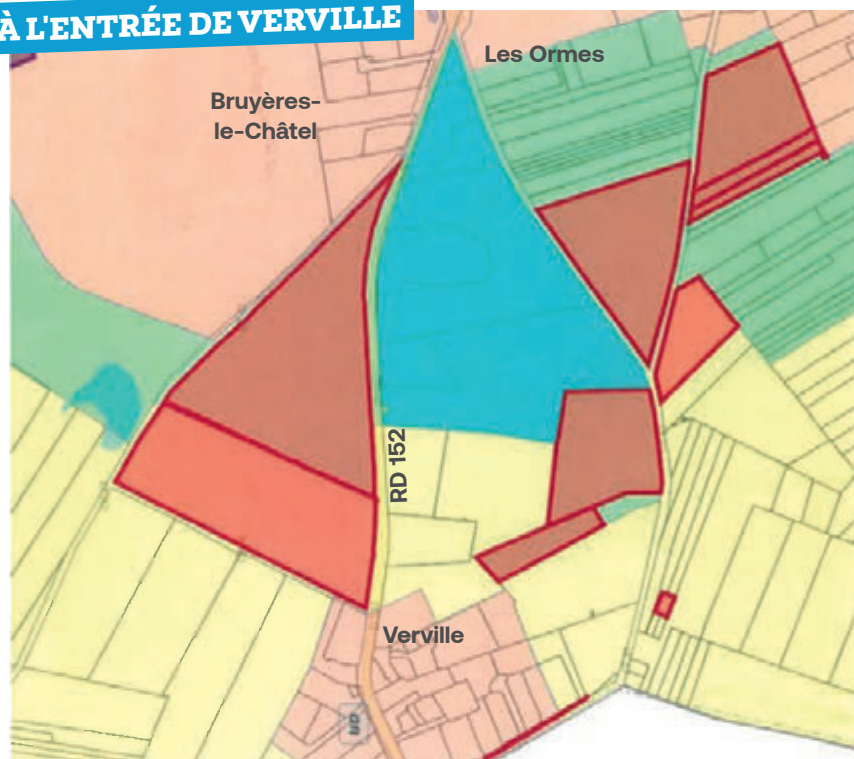 À L'ENTRÉE DE VERVILLE
Les Ormes
Bruyères-
le-Châtel
RD 152
Verville